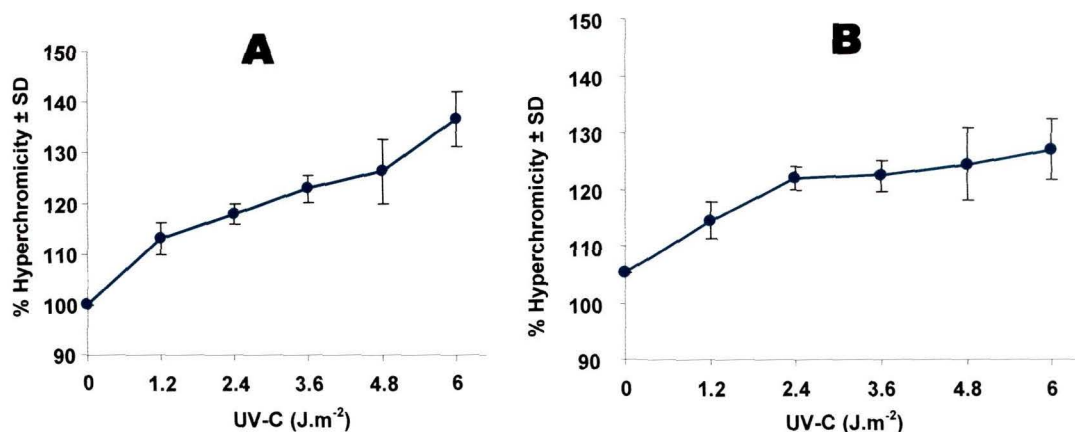 A
% Hyperchromicity ± SD
150
140
130
120
110
100
90
0 1.2 2.4 3.6 4.8 6
UV-C (J.m⁻²)
B
% Hyperchromicity ± SD
150
140
130
120
110
100
90
0 1.2 2.4 3.6 4.8 6
UV-C (J.m⁻²)